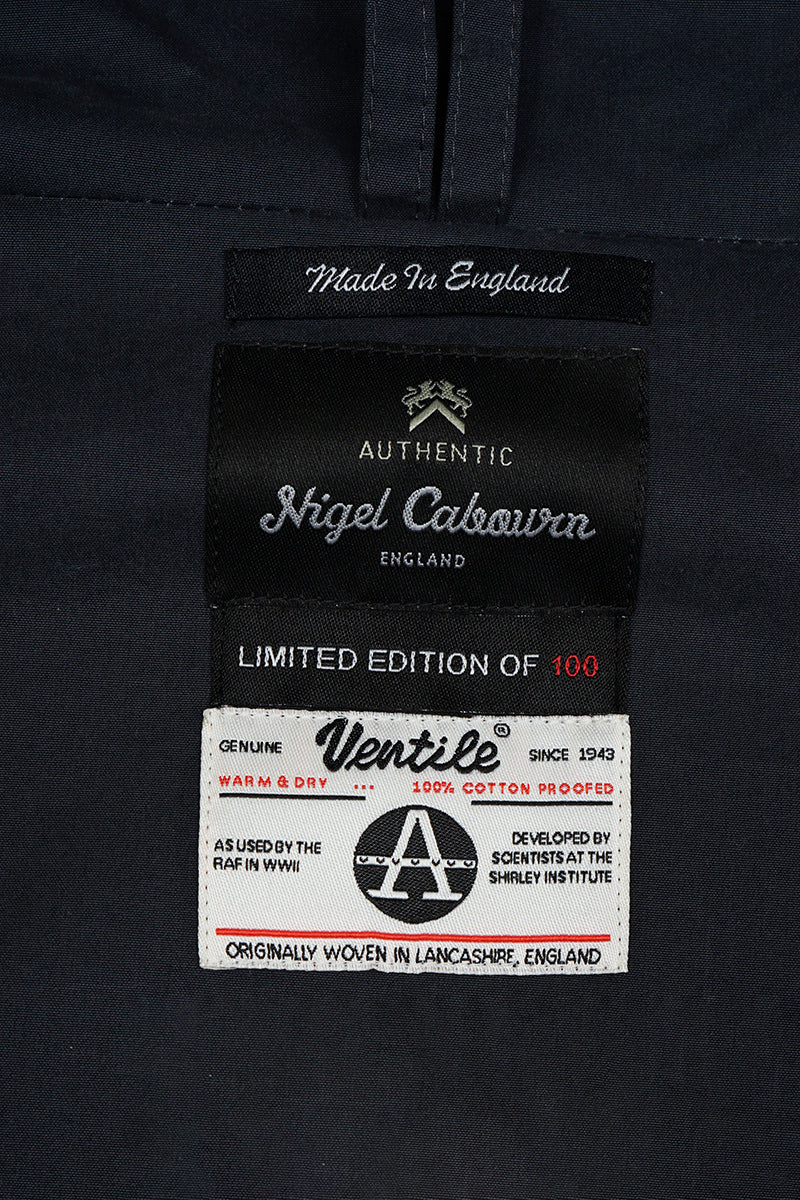 Made In England
AUTHENTIC
Nigel Cabourn
ENGLAND
LIMITED EDITION OF 100
GENUINE Ventile® SINCE 1943
WARM & DRY ... 100% COTTON PROOFED
A
AS USED BY THE
RAF IN WWII
DEVELOPED BY
SCIENTISTS AT THE
SHIRLEY INSTITUTE
ORIGINALLY WOVEN IN LANCASHIRE, ENGLAND